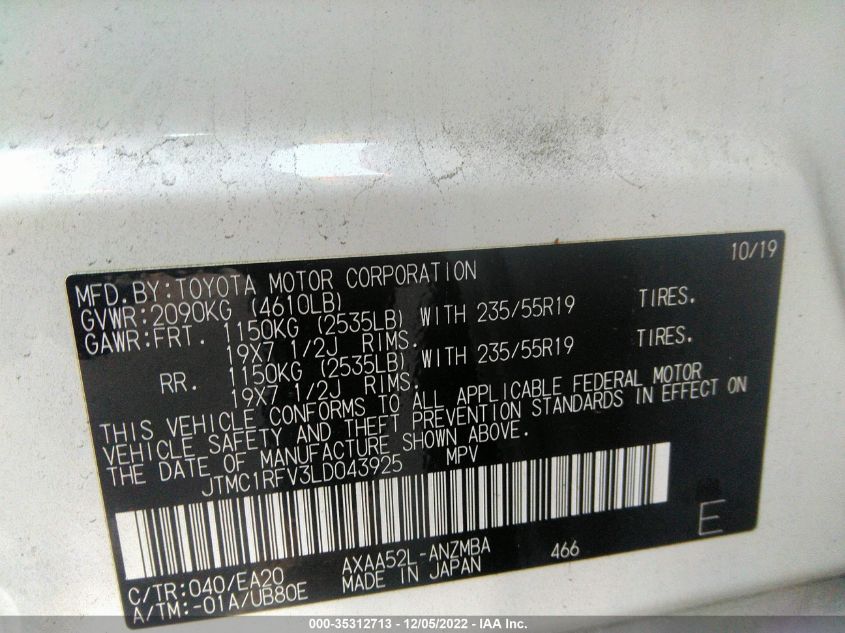 10/19
MFD.BY:TOYOTA MOTOR CORPORATION
GVWR:2090KG (4610LB)
GAWR:FRT. 1150KG (2535LB) WITH 235/55R19 TIRES.
19X7 1/2J RIMS.
RR. 1150KG (2535LB) WITH 235/55R19 TIRES.
19X7 1/2J RIMS.
THIS VEHICLE CONFORMS TO ALL APPLICABLE FEDERAL MOTOR
VEHICLE SAFETY AND THEFT PREVENTION STANDARDS IN EFFECT ON
THE DATE OF MANUFACTURE SHOWN ABOVE.
JTMC1RFV3LD043925 MPV
E
C/TR:040/EA20 AXAA52L-ANZMBA 466
A/TM:-01A/UB80E MADE IN JAPAN
000-35312713 - 12/05/2022 - IAA Inc.